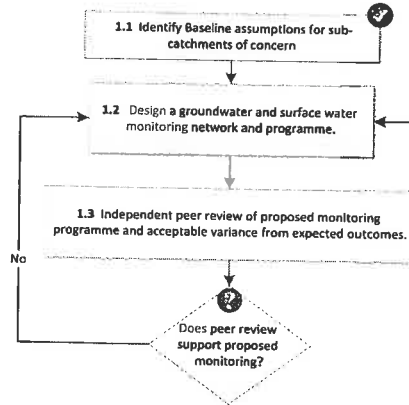 1.1 Identify Baseline assumptions for sub-
catchments of concern
1.2 Design a groundwater and surface water
monitoring network and programme.
1.3 Independent peer review of proposed monitoring
programme and acceptable variance from expected outcomes.
No
?
Does peer review
support proposed
monitoring?